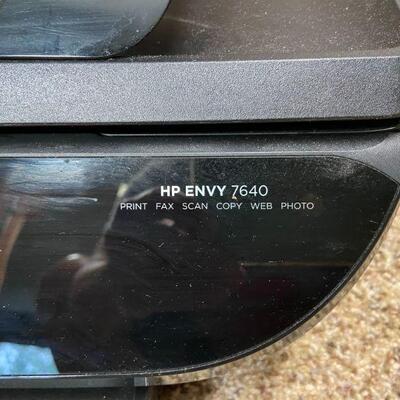 HP ENVY 7640
PRINT FAX SCAN COPY WEB PHOTO